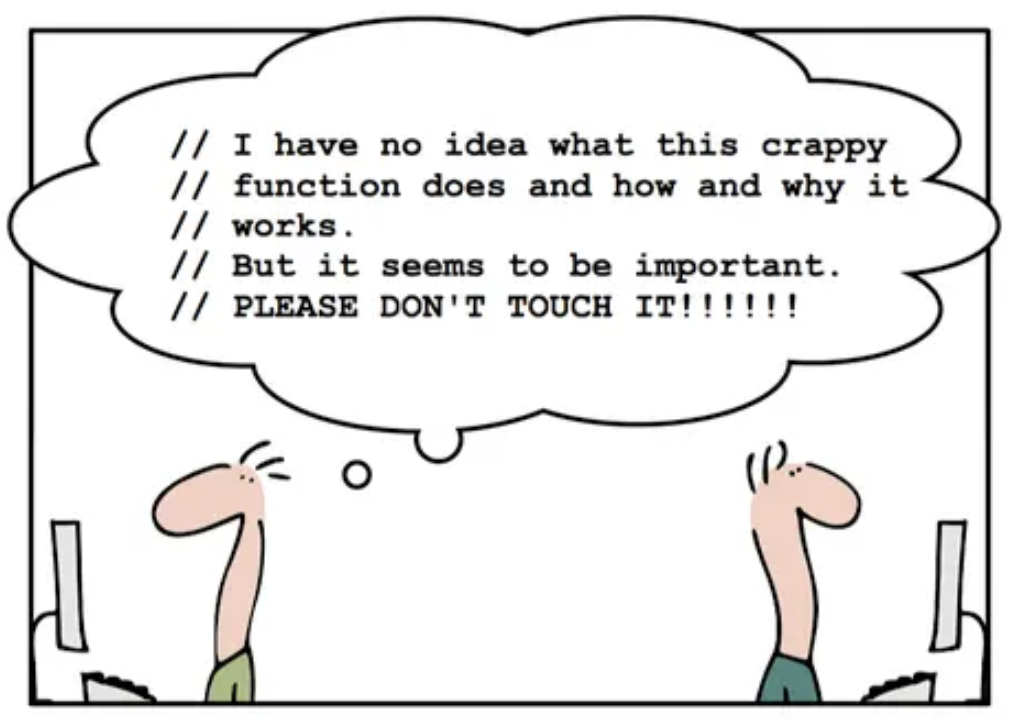 // I have no idea what this crappy
// function does and how and why it
// works.
// But it seems to be important.
// PLEASE DON'T TOUCH IT!!!!!!